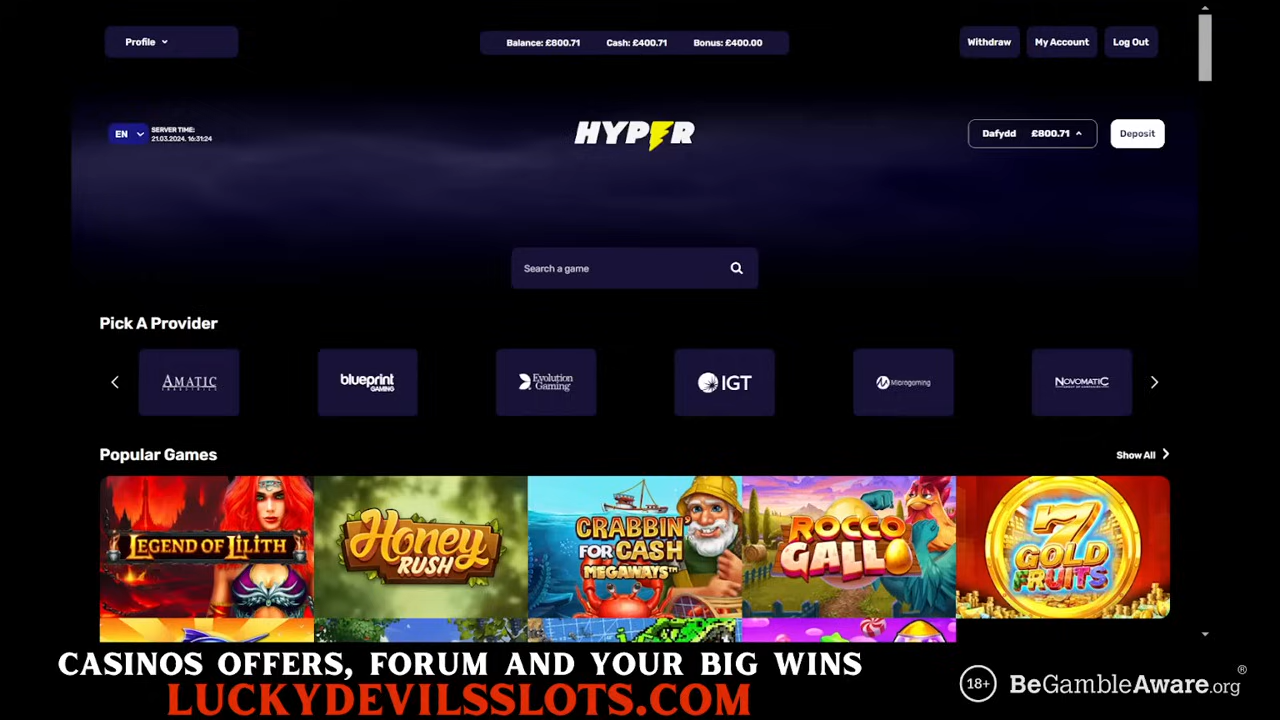 Profile
Balance: £800.71 Cash: £400.71 Bonus: £400.00
Withdraw
My Account
Log Out
EN
SERVER TIME:
21.03.2024. 16:31:24
HYPER
Dafydd £800.71
Deposit
Search a game
Pick A Provider
AMATIC
INDUSTRIES
blueprint
GAMING
Evolution
Gaming
IGT
Microgaming
NOVOMATIC
Popular Games
Show All
LEGEND OF LILITH
Honey
RUSH
CRABBIN'
FOR CASH
MEGAWAYS™
ROCCO
GALLO
7
GOLD
FRUITS
CASINOS OFFERS, FORUM AND YOUR BIG WINS
LUCKYDEVILSSLOTS.COM
18+
BeGambleAware.org®